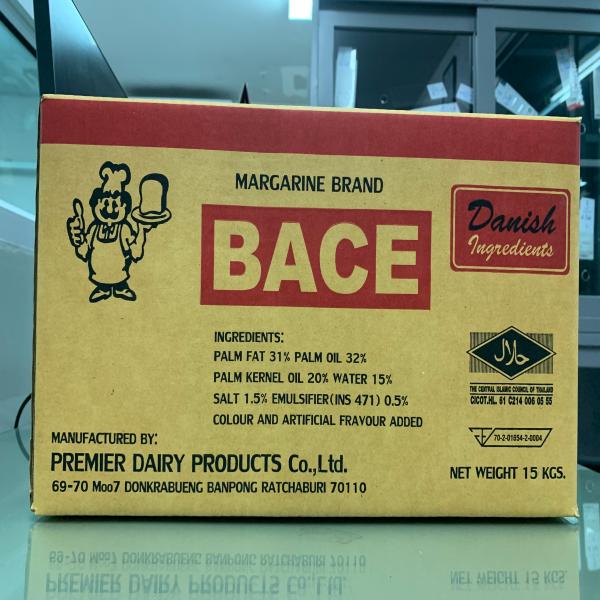 MARGARINE BRAND
BACE
Danish
Ingredients
INGREDIENTS:
PALM FAT 31% PALM OIL 32%
PALM KERNEL OIL 20% WATER 15%
SALT 1.5% EMULSIFIER(INS 471) 0.5%
COLOUR AND ARTIFICIAL FRAVOUR ADDED
حلال
THE CENTRAL ISLAMIC COUNCIL OF THAILAND
CICOT.HL. 61 C214 006 05 55
70-2-01654-2-0004
MANUFACTURED BY:
PREMIER DAIRY PRODUCTS Co.,Ltd.
69-70 Moo7 DONKRABUENG BANPONG RATCHABURI 70110
NET WEIGHT 15 KGS.